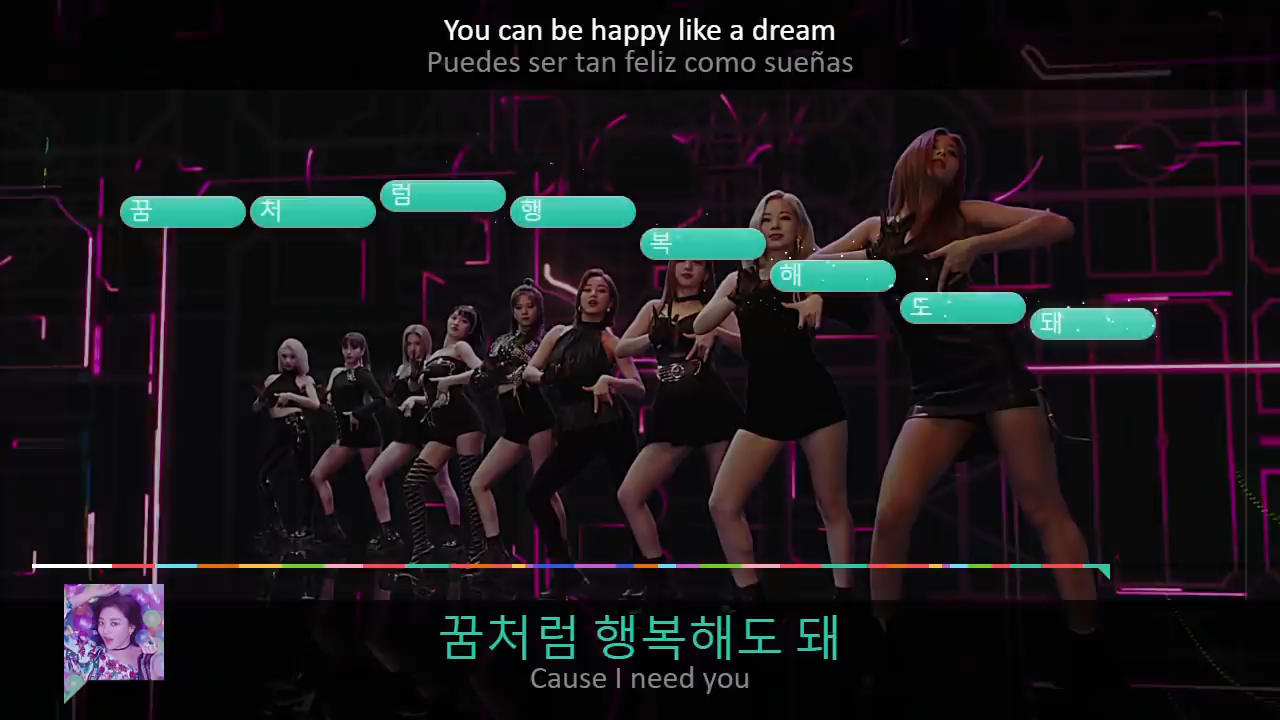 You can be happy like a dream
Puedes ser tan feliz como sueñas
꿈 처 럼 행 복 해 도 돼
꿈처럼 행복해도 돼
Cause I need you